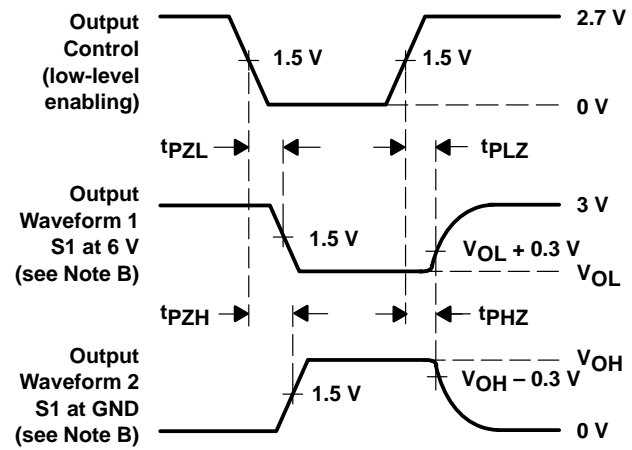 Output
Control
(low-level
enabling)
2.7 V
1.5 V
1.5 V
0 V
tPZL
tPLZ
Output
Waveform 1
S1 at 6 V
(see Note B)
3 V
1.5 V
VOL + 0.3 V
VOL
tPZH
tPHZ
Output
Waveform 2
S1 at GND
(see Note B)
VOH
VOH – 0.3 V
1.5 V
0 V